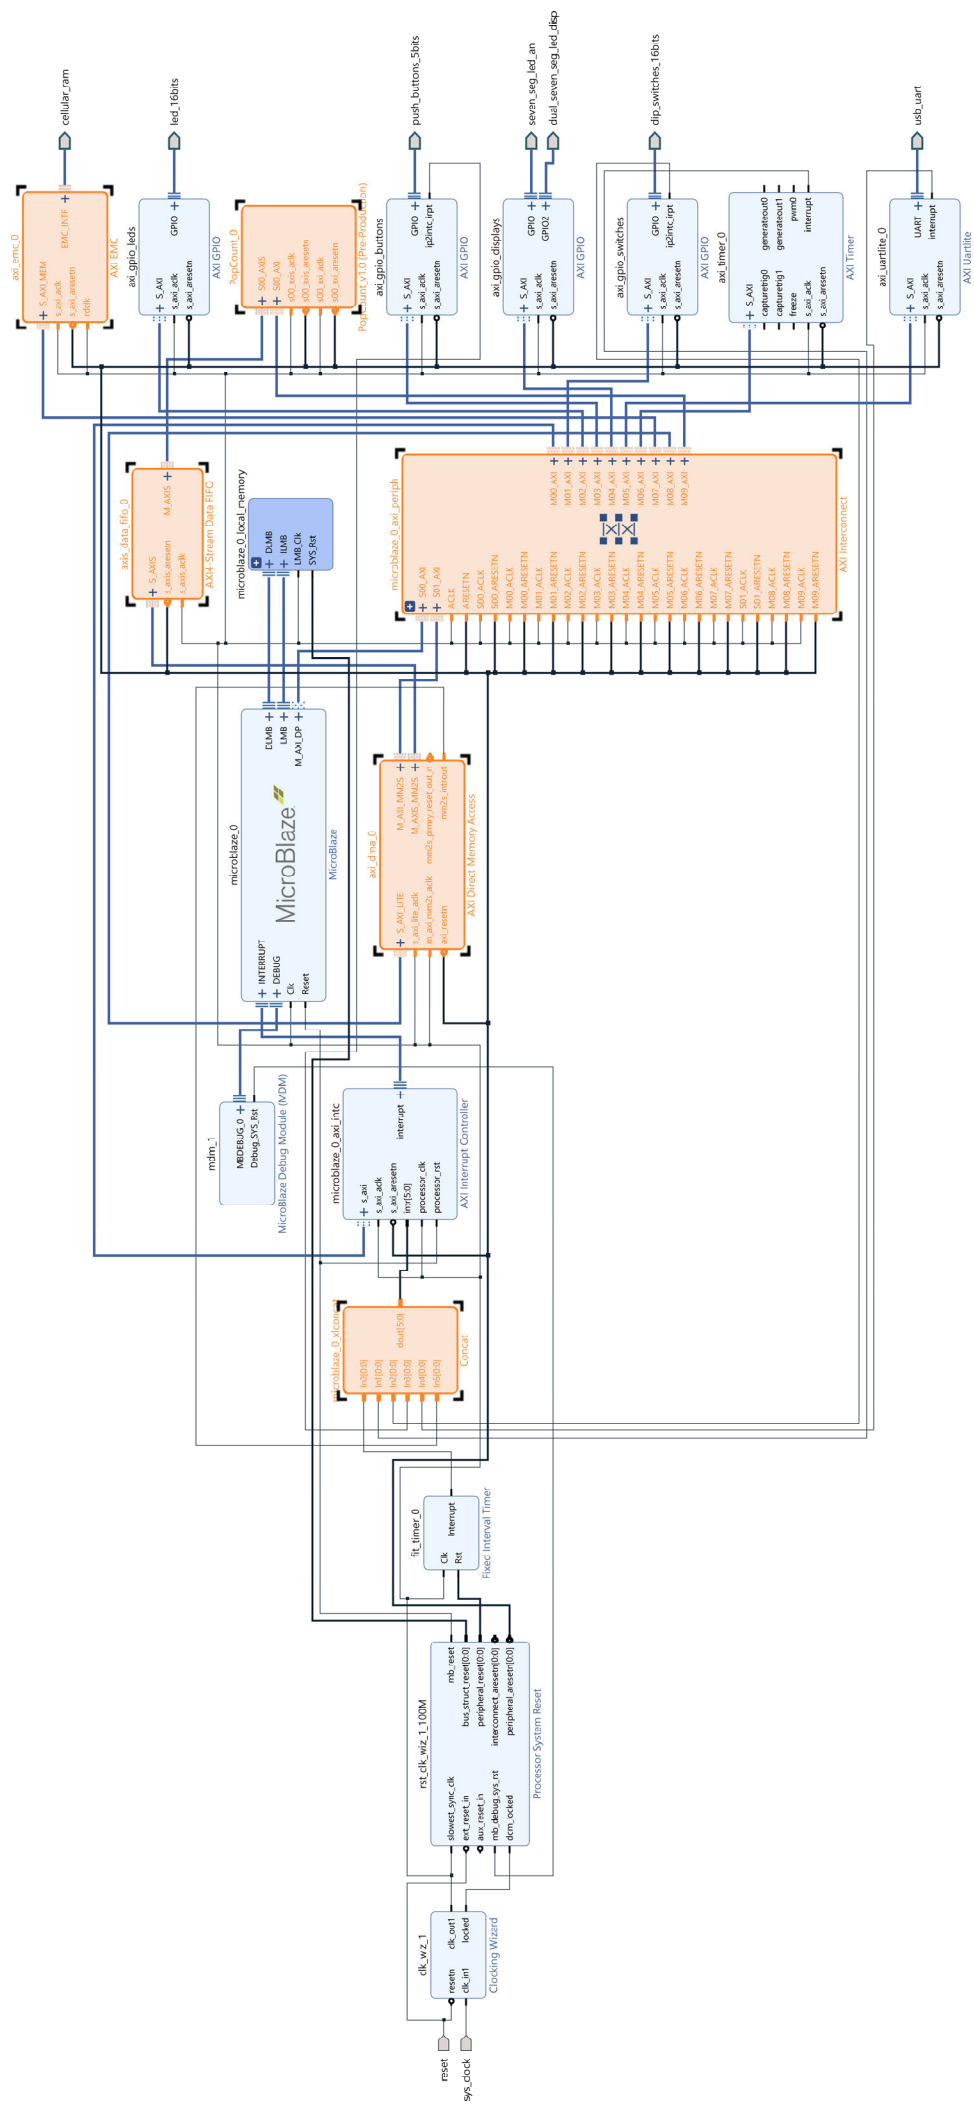 reset
sys_clock
clk_wiz_1
resetn
clk_in1
clk_out1
locked
Clocking Wizard
rst_clk_wiz_1_100M
slowest_sync_clk
ext_reset_in
aux_reset_in
mb_debug_sys_rst
dcm_locked
mb_reset
bus_struct_reset[0:0]
peripheral_reset[0:0]
interconnect_aresetn[0:0]
peripheral_aresetn[0:0]
Processor System Reset
fit_timer_0
Clk
Rst
Interrupt
Fixed Interval Timer
microblaze_0_xlconcat
In0[0:0]
In1[0:0]
In2[0:0]
In3[0:0]
In4[0:0]
In5[0:0]
dout[5:0]
Concat
mdm_1
MBDEBUG_0
Debug_SYS_Rst
MicroBlaze Debug Module (MDM)
microblaze_0_axi_intc
s_axi
s_axi_aclk
s_axi_aresetn
intr[5:0]
processor_clk
processor_rst
interrupt
AXI Interrupt Controller
microblaze_0
INTERRUPT
DEBUG
Clk
Reset
MicroBlaze
DLMB
ILMB
M_AXI_DP
MicroBlaze
axi_dma_0
S_AXI_LITE
s_axi_lite_aclk
m_axi_mm2s_aclk
axi_resetn
M_AXI_MM2S
M_AXIS_MM2S
mm2s_prmry_reset_out_n
mm2s_introut
AXI Direct Memory Access
axis_data_fifo_0
S_AXIS
s_axis_aresetn
s_axis_aclk
M_AXIS
AXI4-Stream Data FIFO
microblaze_0_local_memory
DLMB
ILMB
LMB_Clk
SYS_Rst
microblaze_0_axi_periph
S00_AXI
S01_AXI
ACLK
ARESETN
S00_ACLK
S00_ARESETN
M00_ACLK
M00_ARESETN
M01_ACLK
M01_ARESETN
M02_ACLK
M02_ARESETN
M03_ACLK
M03_ARESETN
M04_ACLK
M04_ARESETN
M05_ACLK
M05_ARESETN
M06_ACLK
M06_ARESETN
M07_ACLK
M07_ARESETN
S01_ACLK
S01_ARESETN
M08_ACLK
M08_ARESETN
M09_ACLK
M09_ARESETN
M00_AXI
M01_AXI
M02_AXI
M03_AXI
M04_AXI
M05_AXI
M06_AXI
M07_AXI
M08_AXI
M09_AXI
AXI Interconnect
axi_emc_0
S_AXI_MEM
s_axi_aclk
s_axi_aresetn
rdclk
EMC_INTF
AXI EMC
cellular_ram
axi_gpio_leds
S_AXI
s_axi_aclk
s_axi_aresetn
GPIO
AXI GPIO
led_16bits
PopCount_0
S00_AXIS
S00_AXI
s00_axis_aclk
s00_axis_aresetn
s00_axi_aclk
s00_axi_aresetn
PopCount_v1.0 (Pre-Production)
axi_gpio_buttons
S_AXI
s_axi_aclk
s_axi_aresetn
GPIO
ip2intc_irpt
AXI GPIO
push_buttons_5bits
axi_gpio_displays
S_AXI
s_axi_aclk
s_axi_aresetn
GPIO
GPIO2
AXI GPIO
seven_seg_led_an
dual_seven_seg_led_disp
axi_gpio_switches
S_AXI
s_axi_aclk
s_axi_aresetn
GPIO
ip2intc_irpt
AXI GPIO
dip_switches_16bits
axi_timer_0
S_AXI
capturetrig0
capturetrig1
freeze
s_axi_aclk
s_axi_aresetn
generateout0
generateout1
pwm0
interrupt
AXI Timer
axi_uartlite_0
S_AXI
s_axi_aclk
s_axi_aresetn
UART
interrupt
AXI Uartlite
usb_uart